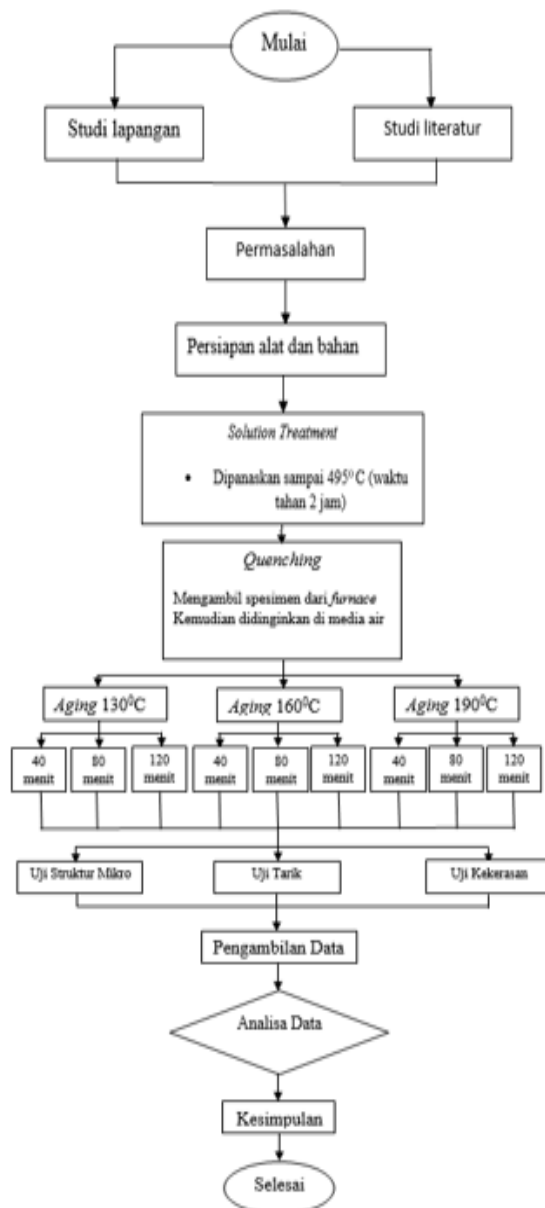 Mulai
Studi lapangan
Studi literatur
Permasalahan
Persiapan alat dan bahan
Solution Treatment
• Dipanaskan sampai 495⁰C (waktu
tahan 2 jam)
Quenching
Mengambil spesimen dari furnace
Kemudian didinginkan di media air
Aging 130⁰C
Aging 160⁰C
Aging 190⁰C
40
menit
80
menit
120
menit
40
menit
80
menit
120
menit
40
menit
80
menit
120
menit
Uji Struktur Mikro
Uji Tarik
Uji Kekerasan
Pengambilan Data
Analisa Data
Kesimpulan
Selesai